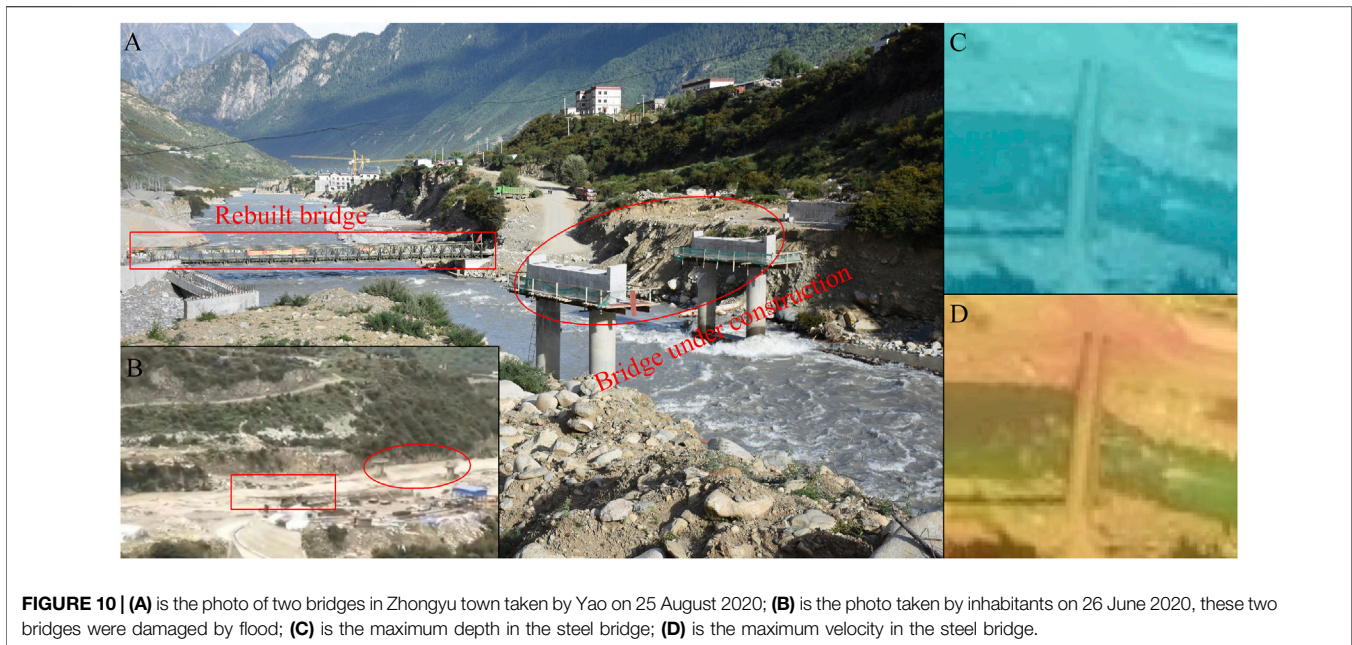 A
Rebuilt bridge
Bridge under construction
B
C
D
FIGURE 10 | (A) is the photo of two bridges in Zhongyu town taken by Yao on 25 August 2020; (B) is the photo taken by inhabitants on 26 June 2020, these two
bridges were damaged by flood; (C) is the maximum depth in the steel bridge; (D) is the maximum velocity in the steel bridge.